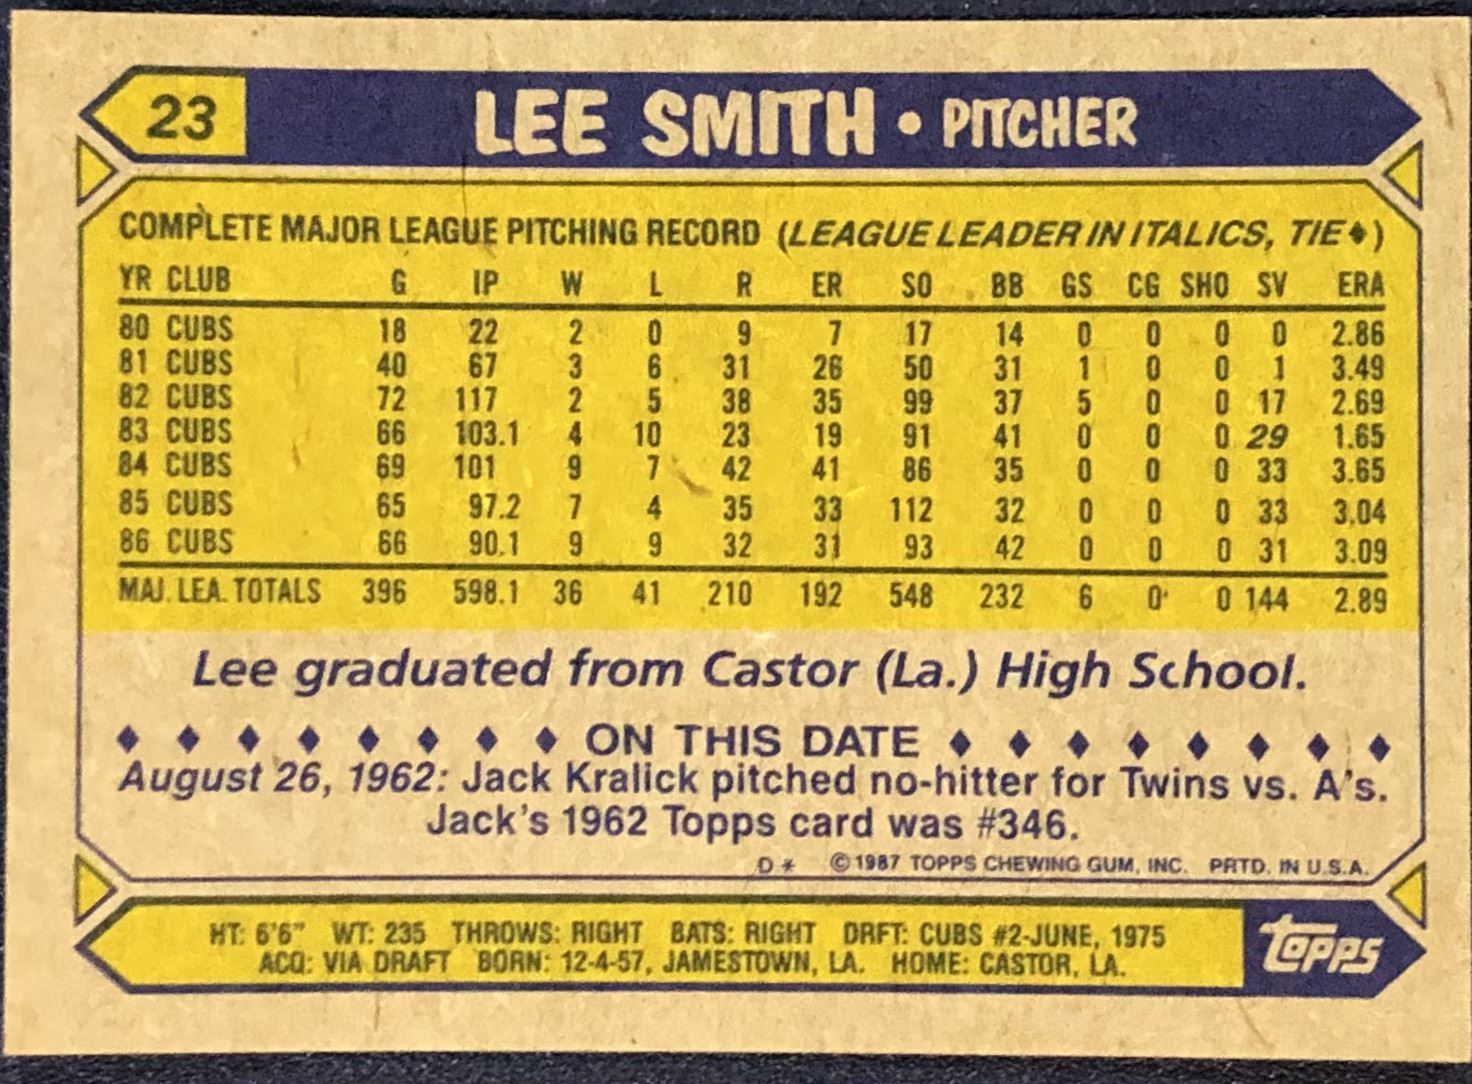 23 LEE SMITH • PITCHER
COMPLETE MAJOR LEAGUE PITCHING RECORD (LEAGUE LEADER IN ITALICS, TIE♦)
YR CLUB G IP W L R ER SO BB GS CG SHO SV ERA
80 CUBS 18 22 2 0 9 7 17 14 0 0 0 0 2.86
81 CUBS 40 67 3 6 31 26 50 31 1 0 0 1 3.49
82 CUBS 72 117 2 5 38 35 99 37 5 0 0 17 2.69
83 CUBS 66 103.1 4 10 23 19 91 41 0 0 0 29 1.65
84 CUBS 69 101 9 7 42 41 86 35 0 0 0 33 3.65
85 CUBS 65 97.2 7 4 35 33 112 32 0 0 0 33 3.04
86 CUBS 66 90.1 9 9 32 31 93 42 0 0 0 31 3.09
MAJ. LEA. TOTALS 396 598.1 36 41 210 192 548 232 6 0 0 144 2.89
Lee graduated from Castor (La.) High School.
♦ ♦ ♦ ♦ ♦ ♦ ♦ ♦ ON THIS DATE ♦ ♦ ♦ ♦ ♦ ♦ ♦ ♦
August 26, 1962: Jack Kralick pitched no-hitter for Twins vs. A's.
Jack's 1962 Topps card was #346.
D* ©1987 TOPPS CHEWING GUM, INC. PRTD. IN U.S.A.
HT: 6'6" WT: 235 THROWS: RIGHT BATS: RIGHT DRFT: CUBS #2-JUNE, 1975
ACQ: VIA DRAFT BORN: 12-4-57, JAMESTOWN, LA. HOME: CASTOR, LA.
topps